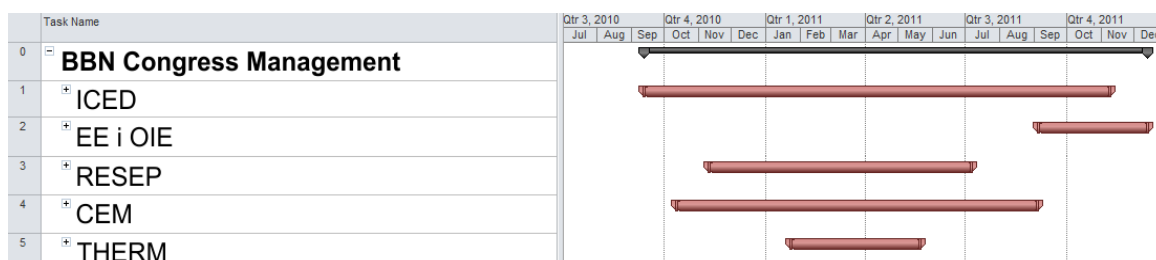 Task Name
Qtr 3, 2010 Qtr 4, 2010 Qtr 1, 2011 Qtr 2, 2011 Qtr 3, 2011 Qtr 4, 2011
Jul Aug Sep Oct Nov Dec Jan Feb Mar Apr May Jun Jul Aug Sep Oct Nov De
0 BBN Congress Management
1 ICED
2 EE i OIE
3 RESEP
4 CEM
5 THERM